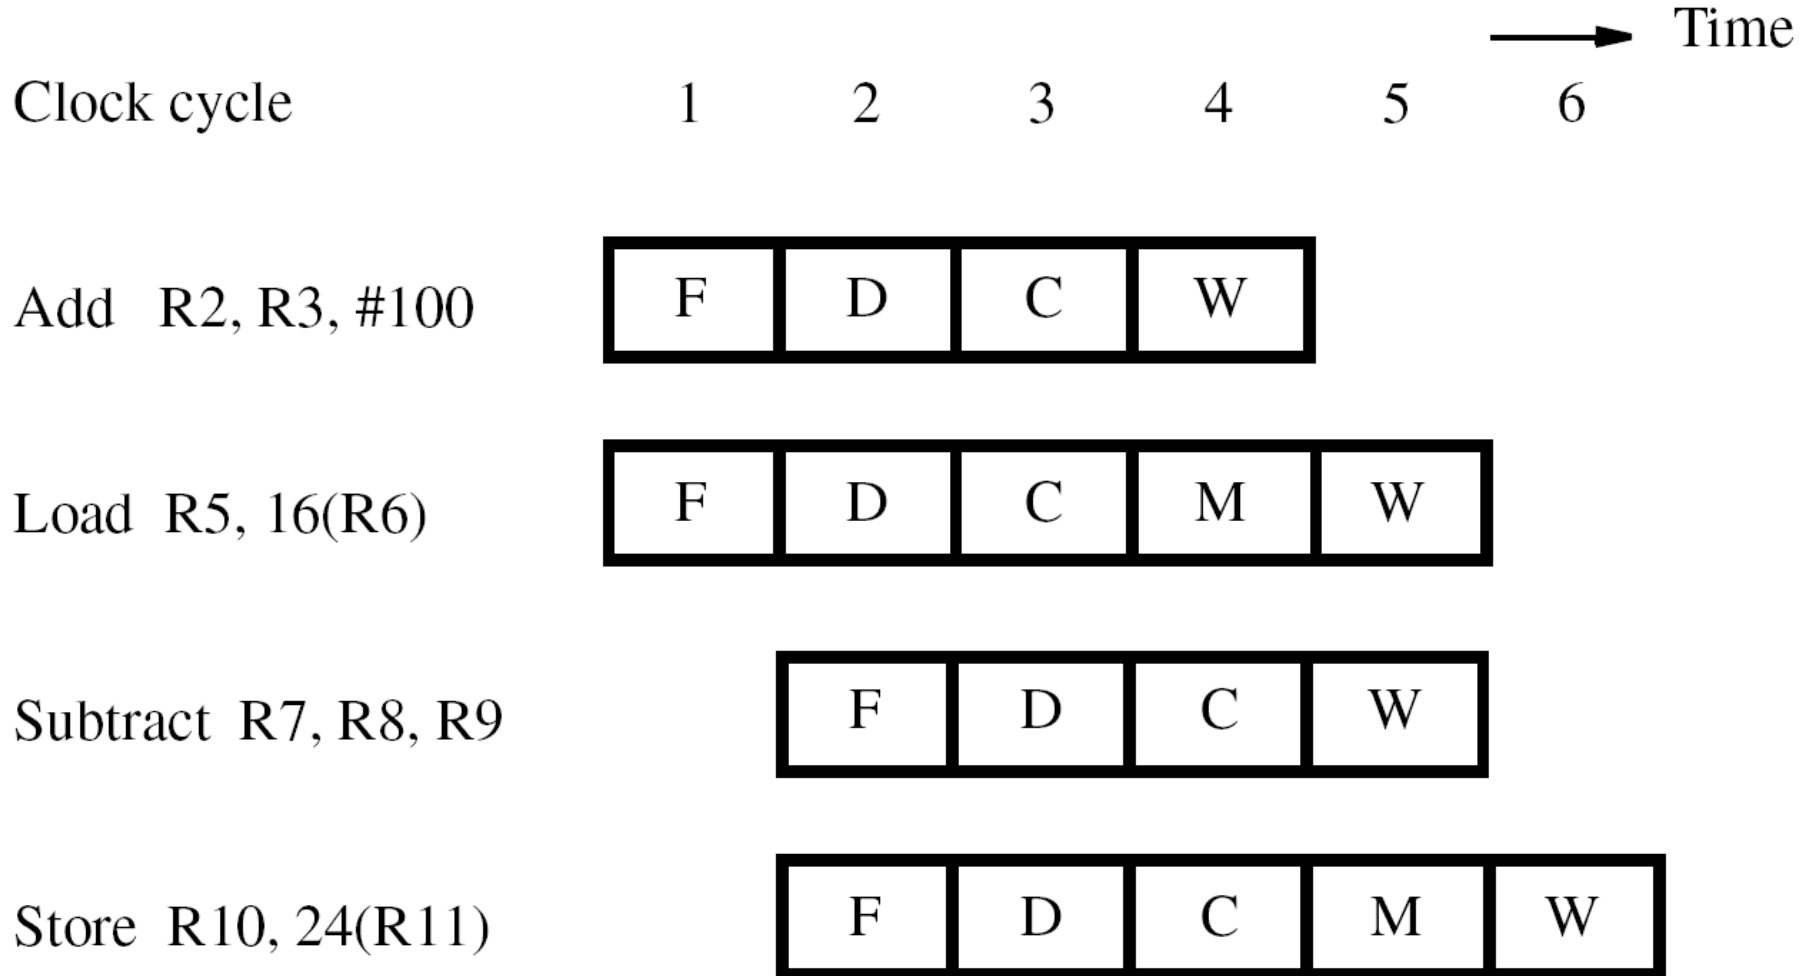 Time
Clock cycle 1 2 3 4 5 6
Add R2, R3, #100 F D C W
Load R5, 16(R6) F D C M W
Subtract R7, R8, R9 F D C W
Store R10, 24(R11) F D C M W